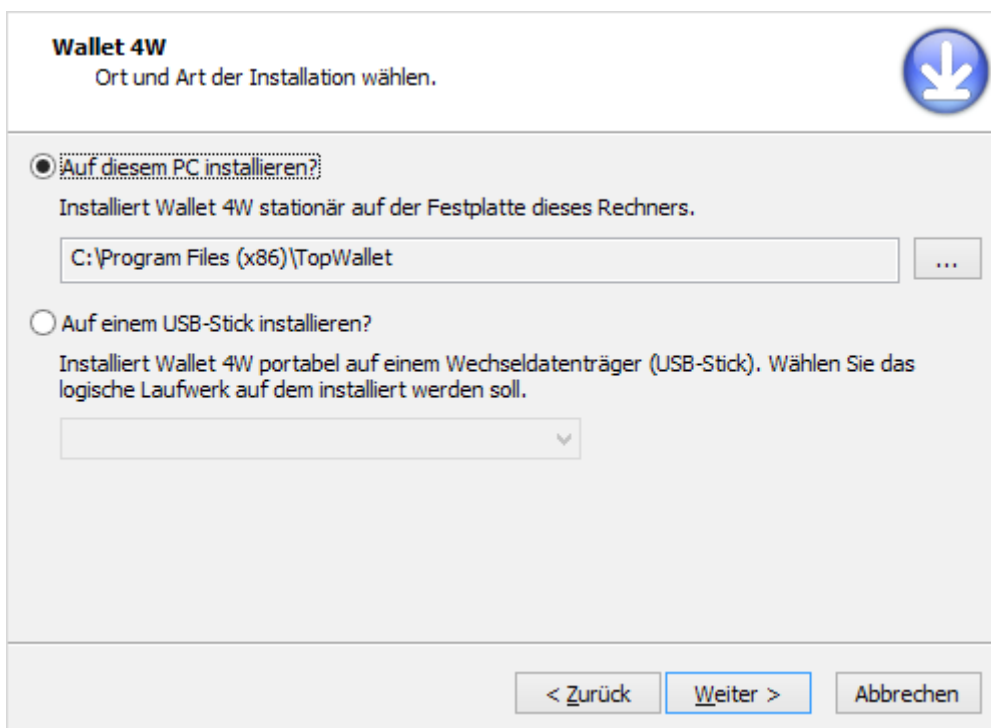 Wallet 4W
Ort und Art der Installation wählen.
Auf diesem PC installieren?
Installiert Wallet 4W stationär auf der Festplatte dieses Rechners.
C:\Program Files (x86)\TopWallet
...
Auf einem USB-Stick installieren?
Installiert Wallet 4W portabel auf einem Wechseldatenträger (USB-Stick). Wählen Sie das
logische Laufwerk auf dem installiert werden soll.
< Zurück
Weiter >
Abbrechen